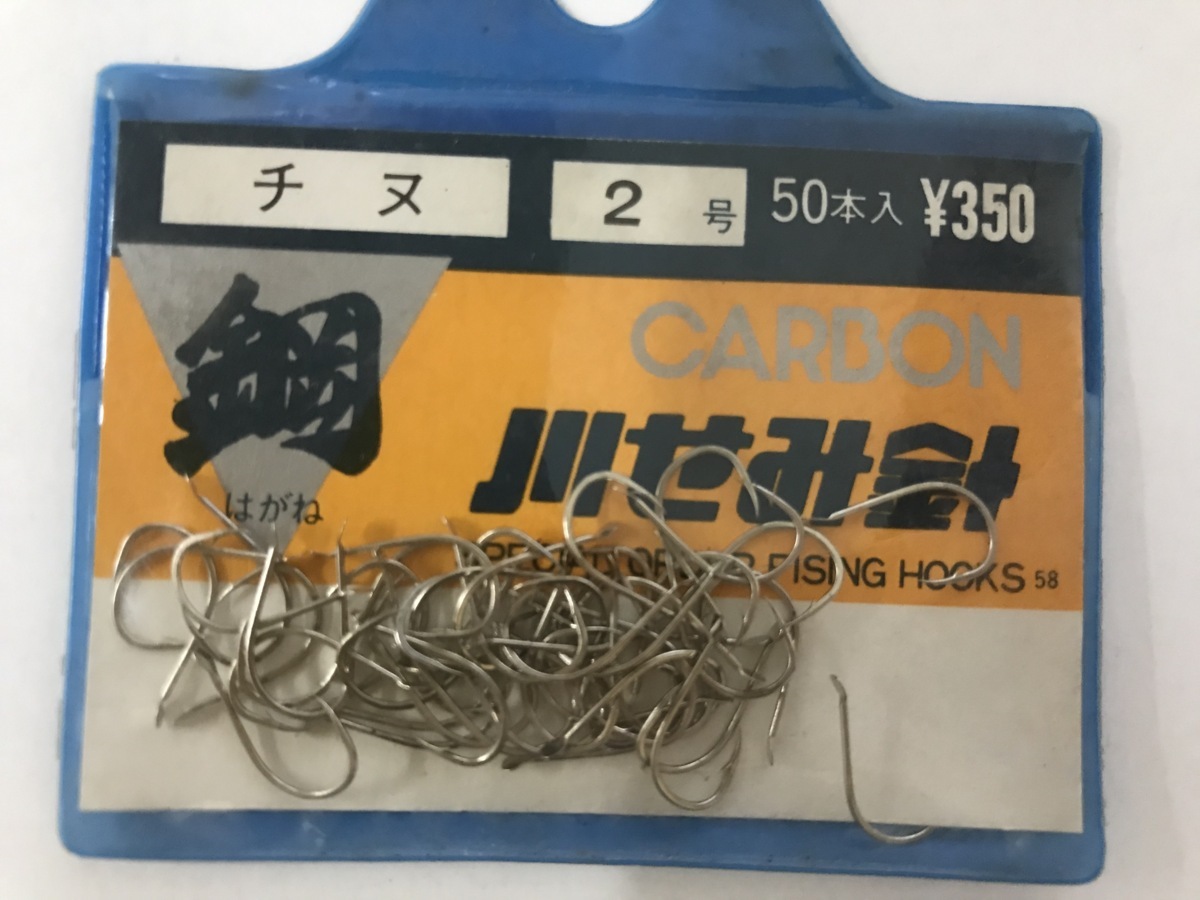 チヌ 2号 50本入 ¥350
鋼
はがね
CARBON
川せみ針
FISING HOOKS 58